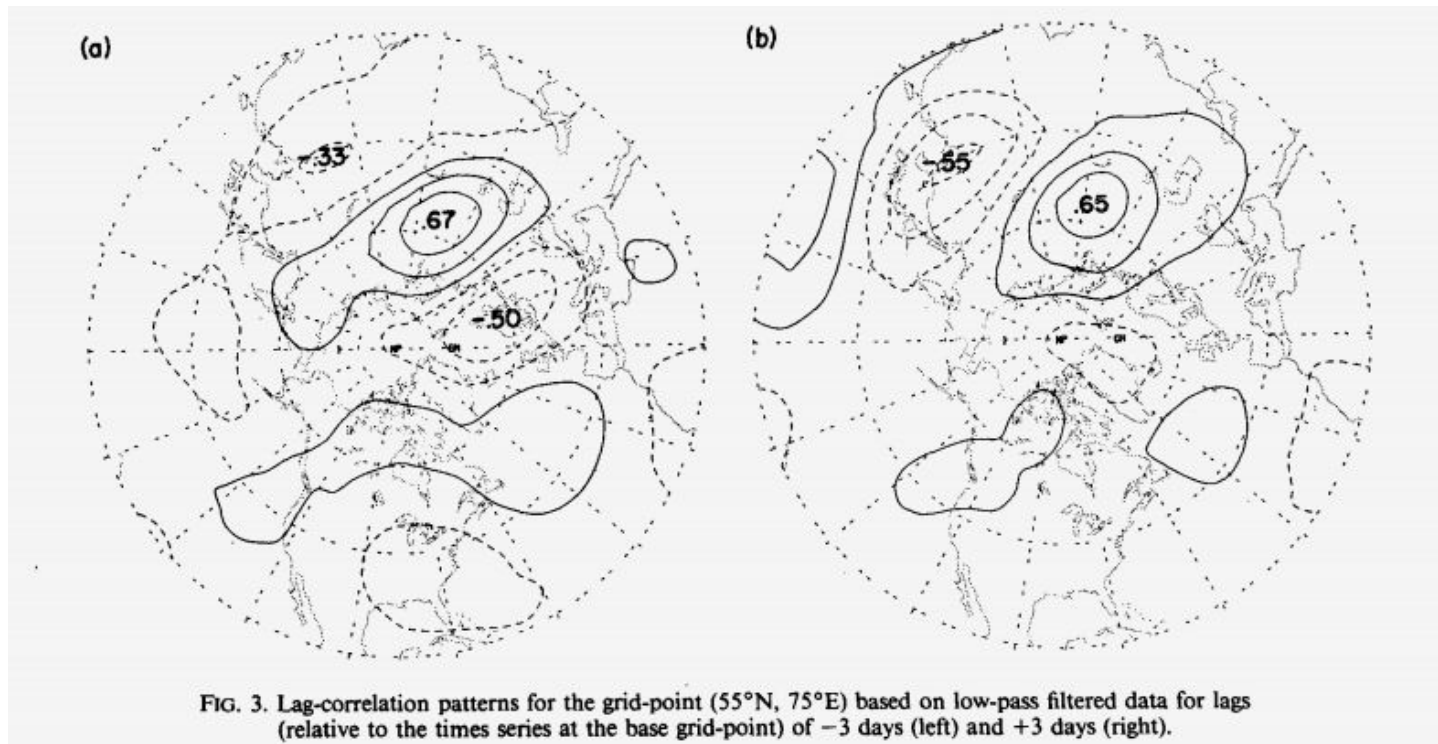 (a)
(b)
-.33
-.55
.67
.65
-.50
NP
GM
NP
GM
FIG. 3. Lag-correlation patterns for the grid-point (55°N, 75°E) based on low-pass filtered data for lags
(relative to the times series at the base grid-point) of −3 days (left) and +3 days (right).